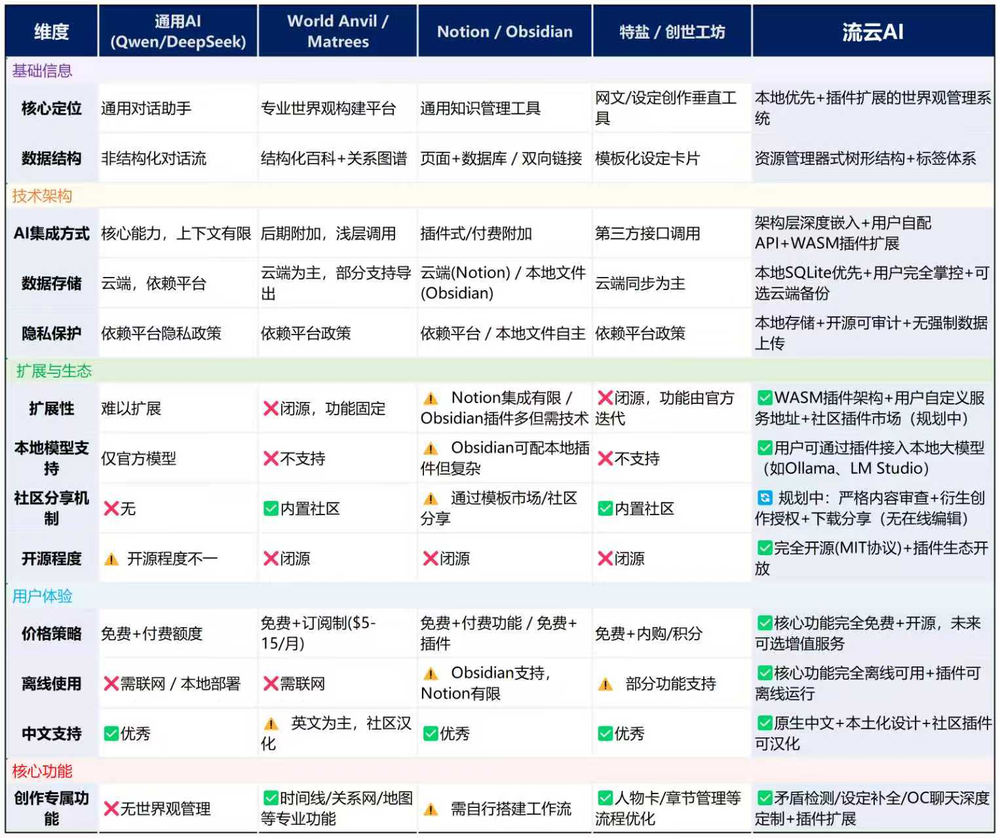 维度
通用AI
(Qwen/DeepSeek)
World Anvil /
Matrees
Notion / Obsidian
特盐 / 创世工坊
流云AI
基础信息
核心定位
通用对话助手
专业世界观构建平台
通用知识管理工具
网文/设定创作垂直工
具
本地优先+插件扩展的世界观管理系
统
数据结构
非结构化对话流
结构化百科+关系图谱
页面+数据库 / 双向链接
模板化设定卡片
资源管理器式树形结构+标签体系
技术架构
AI集成方式
核心能力，上下文有限
后期附加，浅层调用
插件式/付费附加
第三方接口调用
架构层深度嵌入+用户自配
API+WASM插件扩展
数据存储
云端，依赖平台
云端为主，部分支持导
出
云端(Notion) / 本地文件
(Obsidian)
云端同步为主
本地SQLite优先+用户完全掌控+可
选云端备份
隐私保护
依赖平台隐私政策
依赖平台政策
依赖平台 / 本地文件自主
依赖平台政策
本地存储+开源可审计+无强制数据
上传
扩展与生态
扩展性
难以扩展
❌闭源，功能固定
⚠ Notion集成有限 /
Obsidian插件多但需技术
❌闭源，功能由官方
迭代
✅WASM插件架构+用户自定义服
务地址+社区插件市场（规划中）
本地模型支
持
仅官方模型
❌不支持
⚠ Obsidian可配本地插
件但复杂
❌不支持
✅用户可通过插件接入本地大模型
（如Ollama、LM Studio）
社区分享机
制
❌无
✅内置社区
⚠ 通过模板市场/社区
分享
✅内置社区
🔄 规划中：严格内容审查+衍生创
作授权+下载分享（无在线编辑）
开源程度
⚠ 开源程度不一
❌闭源
❌闭源
❌闭源
✅完全开源(MIT协议)+插件生态开
放
用户体验
价格策略
免费+付费额度
免费+订阅制($5-
15/月)
免费+付费功能 / 免费+
插件
免费+内购/积分
✅核心功能完全免费+开源，未来
可选增值服务
离线使用
❌需联网 / 本地部署
❌需联网
⚠ Obsidian支持，
Notion有限
⚠ 部分功能支持
✅核心功能完全离线可用+插件可
离线运行
中文支持
✅优秀
⚠ 英文为主，社区汉
化
✅优秀
✅优秀
✅原生中文+本土化设计+社区插件
可汉化
核心功能
创作专属功
能
❌无世界观管理
✅时间线/关系网/地图
等专业功能
⚠ 需自行搭建工作流
✅人物卡/章节管理等
流程优化
✅矛盾检测/设定补全/OC聊天深度
定制+插件扩展